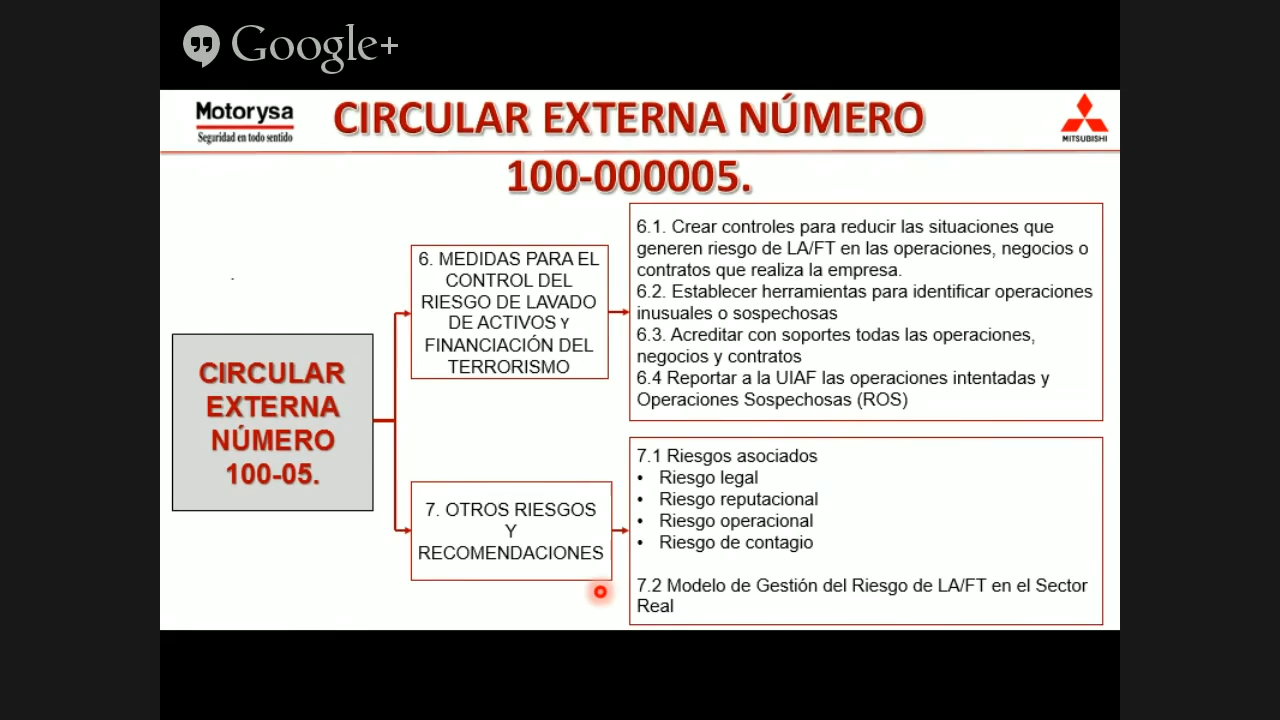 Google+
Motorysa
Seguridad en todo sentido
CIRCULAR EXTERNA NÚMERO
100-000005.
MITSUBISHI
CIRCULAR
EXTERNA
NÚMERO
100-05.
6. MEDIDAS PARA EL
CONTROL DEL
RIESGO DE LAVADO
DE ACTIVOS Y
FINANCIACIÓN DEL
TERRORISMO
6.1. Crear controles para reducir las situaciones que
generen riesgo de LA/FT en las operaciones, negocios o
contratos que realiza la empresa.
6.2. Establecer herramientas para identificar operaciones
inusuales o sospechosas
6.3. Acreditar con soportes todas las operaciones,
negocios y contratos
6.4 Reportar a la UIAF las operaciones intentadas y
Operaciones Sospechosas (ROS)
7. OTROS RIESGOS
Y
RECOMENDACIONES
7.1 Riesgos asociados
• Riesgo legal
• Riesgo reputacional
• Riesgo operacional
• Riesgo de contagio
7.2 Modelo de Gestión del Riesgo de LA/FT en el Sector
Real